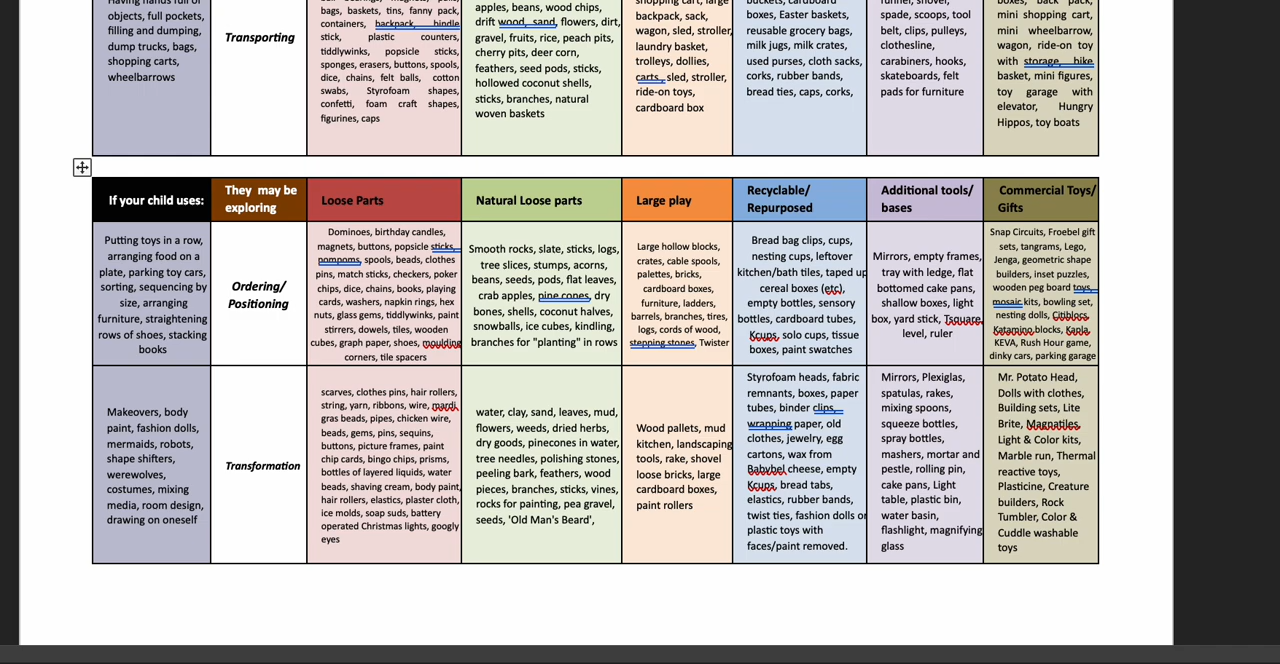 Having hands full of
objects, full pockets,
filling and dumping,
dump trucks, bags,
shopping carts,
wheelbarrows
Transporting
bags, baskets, tins, fanny pack,
containers, backpack, bindle
stick, plastic counters,
tiddlywinks, popsicle sticks,
sponges, erasers, buttons, spools,
dice, chains, felt balls, cotton
swabs, Styrofoam shapes,
confetti, foam craft shapes,
figurines, caps
apples, beans, wood chips,
drift wood, sand, flowers, dirt,
gravel, fruits, rice, peach pits,
cherry pits, deer corn,
feathers, seed pods, sticks,
hollowed coconut shells,
sticks, branches, natural
woven baskets
shopping cart, large
backpack, sack,
wagon, sled, stroller,
laundry basket,
trolleys, dollies,
carts, sled, stroller,
ride-on toys,
cardboard box
buckets, cardboard
boxes, Easter baskets,
reusable grocery bags,
milk jugs, milk crates,
used purses, cloth sacks,
corks, rubber bands,
bread ties, caps, corks,
funnel, shovel,
spade, scoops, tool
belt, clips, pulleys,
clothesline,
carabiners, hooks,
skateboards, felt
pads for furniture
boxes, back pack,
mini shopping cart,
mini wheelbarrow,
wagon, ride-on toy
with storage, bike
basket, mini figures,
toy garage with
elevator, Hungry
Hippos, toy boats
If your child uses:
They may be
exploring
Loose Parts
Natural Loose parts
Large play
Recyclable/
Repurposed
Additional tools/
bases
Commercial Toys/
Gifts
Putting toys in a row,
arranging food on a
plate, parking toy cars,
sorting, sequencing by
size, arranging
furniture, straightening
rows of shoes, stacking
books
Ordering/
Positioning
Dominoes, birthday candles,
magnets, buttons, popsicle sticks,
pompoms, spools, beads, clothes
pins, match sticks, checkers, poker
chips, dice, chains, books, playing
cards, washers, napkin rings, hex
nuts, glass gems, tiddlywinks, paint
stirrers, dowels, tiles, wooden
cubes, graph paper, shoes, moulding
corners, tile spacers
Smooth rocks, slate, sticks, logs,
tree slices, stumps, acorns,
beans, seeds, pods, flat leaves,
crab apples, pine cones, dry
bones, shells, coconut halves,
snowballs, ice cubes, kindling,
branches for "planting" in rows
Large hollow blocks,
crates, cable spools,
palettes, bricks,
cardboard boxes,
furniture, ladders,
barrels, branches, tires,
logs, cords of wood,
stepping stones, Twister
Bread bag clips, cups,
nesting cups, leftover
kitchen/bath tiles, taped up
cereal boxes (etc),
empty bottles, sensory
bottles, cardboard tubes,
Kcups, solo cups, tissue
boxes, paint swatches
Mirrors, empty frames,
tray with ledge, flat
bottomed cake pans,
shallow boxes, light
box, yard stick, Tsquare,
level, ruler
Snap Circuits, Froebel gift
sets, tangrams, Lego,
Jenga, geometric shape
builders, inset puzzles,
wooden peg board toys,
mosaic kits, bowling set,
nesting dolls, Citiblocs,
Katamino blocks, Kapla,
KEVA, Rush Hour game,
dinky cars, parking garage
Makeovers, body
paint, fashion dolls,
mermaids, robots,
shape shifters,
werewolves,
costumes, mixing
media, room design,
drawing on oneself
Transformation
scarves, clothes pins, hair rollers,
string, yarn, ribbons, wire, mardi
gras beads, pipes, chicken wire,
beads, gems, pins, sequins,
buttons, picture frames, paint
chip cards, bingo chips, prisms,
bottles of layered liquids, water
beads, shaving cream, body paint,
hair rollers, elastics, plaster cloth,
ice molds, soap suds, battery
operated Christmas lights, googly
eyes
water, clay, sand, leaves, mud,
flowers, weeds, dried herbs,
dry goods, pinecones in water,
tree needles, polishing stones,
peeling bark, feathers, wood
pieces, branches, sticks, vines,
rocks for painting, pea gravel,
seeds, 'Old Man's Beard',
Wood pallets, mud
kitchen, landscaping
tools, rake, shovel
loose bricks, large
cardboard boxes,
paint rollers
Styrofoam heads, fabric
remnants, boxes, paper
tubes, binder clips,
wrapping paper, old
clothes, jewelry, egg
cartons, wax from
Babybel cheese, empty
Kcups, bread tabs,
elastics, rubber bands,
twist ties, fashion dolls or
plastic toys with
faces/paint removed.
Mirrors, Plexiglas,
spatulas, rakes,
mixing spoons,
squeeze bottles,
spray bottles,
mashers, mortar and
pestle, rolling pin,
cake pans, Light
table, plastic bin,
water basin,
flashlight, magnifying
glass
Mr. Potato Head,
Dolls with clothes,
Building sets, Lite
Brite, Magnatiles,
Light & Color kits,
Marble run, Thermal
reactive toys,
Plasticine, Creature
builders, Rock
Tumbler, Color &
Cuddle washable
toys